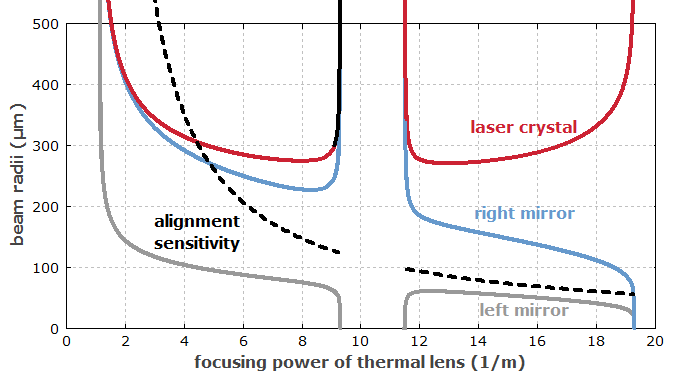 500
400
300
200
100
0
beam radii (µm)
laser crystal
right mirror
alignment
sensitivity
left mirror
0 2 4 6 8 10 12 14 16 18 20
focusing power of thermal lens (1/m)